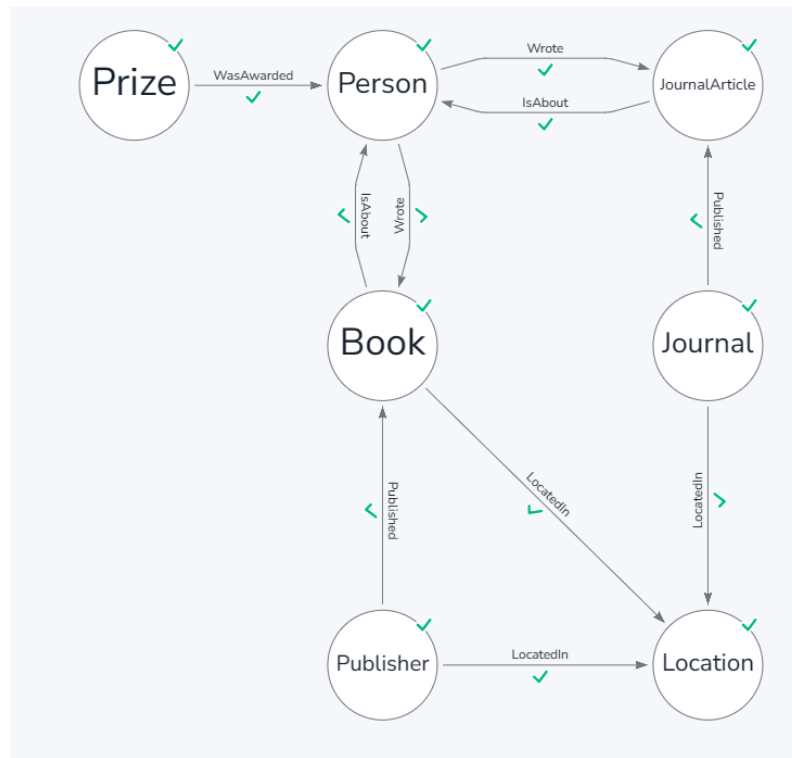 Prize
WasAwarded
Person
Wrote
IsAbout
JournalArticle
IsAbout
Wrote
Published
Book
Journal
Published
LocatedIn
LocatedIn
Publisher
LocatedIn
Location